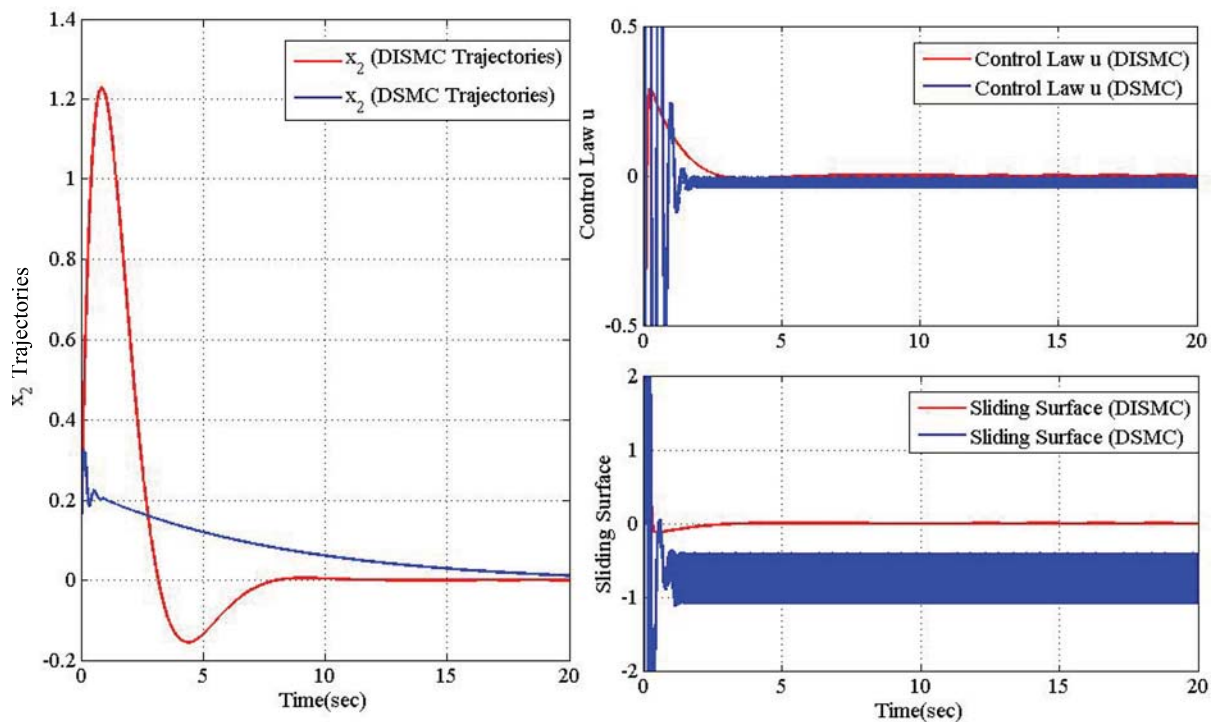 1.4
1.2
1
0.8
0.6
0.4
0.2
0
-0.2
0
5
10
15
20
x2 Trajectories
Time(sec)
x2 (DISMC Trajectories)
x2 (DSMC Trajectories)
0.5
0
-0.5
0
5
10
15
20
Control Law u
Control Law u (DISMC)
Control Law u (DSMC)
2
1
0
-1
-2
0
5
10
15
20
Sliding Surface
Time(sec)
Sliding Surface (DISMC)
Sliding Surface (DSMC)